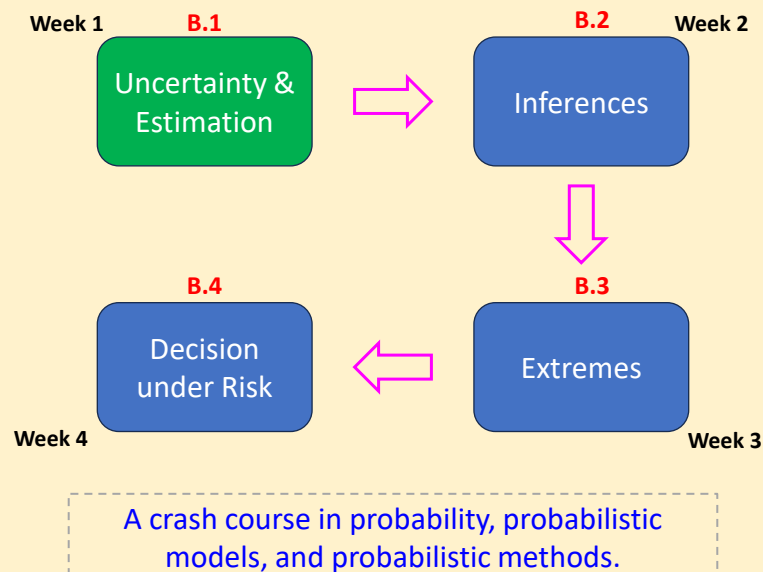 Week 1
B.1
Uncertainty &
Estimation
B.2
Week 2
Inferences
B.4
Decision
under Risk
Week 4
B.3
Extremes
Week 3
A crash course in probability, probabilistic
models, and probabilistic methods.